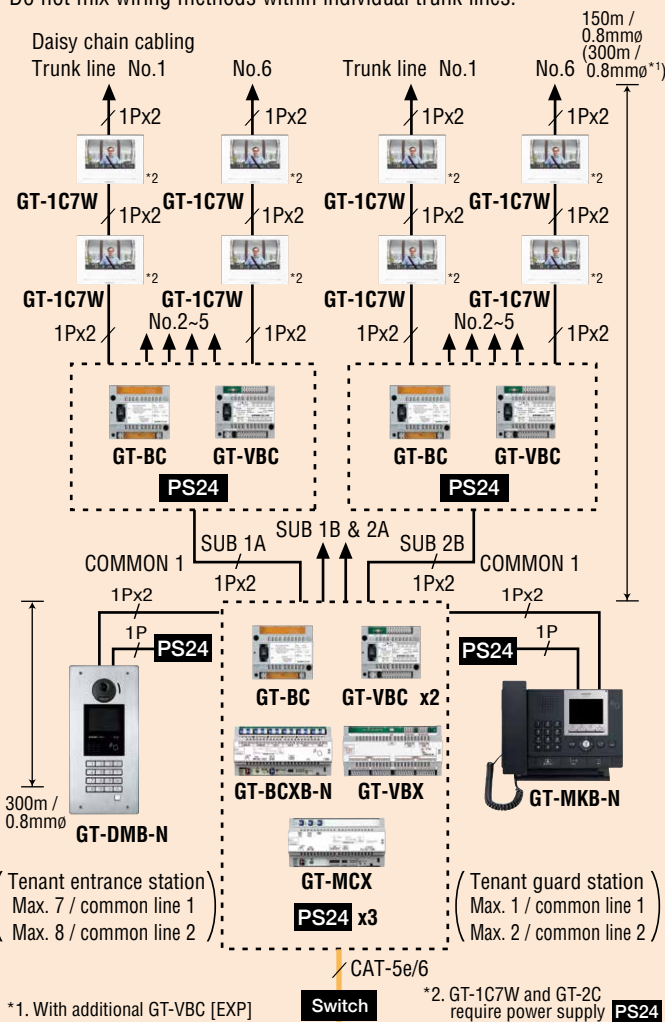 Do not mix wiring methods within individual trunk lines.
Daisy chain cabling
Trunk line No.1 No.6 Trunk line No.1 No.6
150m /
0.8mmø
(300m /
0.8mmø*1)
1Px2 1Px2 1Px2 1Px2
*2 *2 *2 *2
GT-1C7W GT-1C7W GT-1C7W GT-1C7W
1Px2 1Px2 1Px2 1Px2
*2 *2 *2 *2
GT-1C7W GT-1C7W GT-1C7W GT-1C7W
No.2~5 No.2~5
1Px2 1Px2 1Px2 1Px2
GT-BC GT-VBC GT-BC GT-VBC
PS24 PS24
SUB 1B & 2A
SUB 1A SUB 2B
COMMON 1 COMMON 1
1Px2 1Px2
1Px2 1Px2
1P PS24 PS24 1P
GT-BC GT-VBC x2
GT-BCXB-N GT-VBX
GT-MKB-N
300m /
0.8mmø
GT-DMB-N
GT-MCX
PS24 x3
(Tenant entrance station
Max. 7 / common line 1
Max. 8 / common line 2)
(Tenant guard station
Max. 1 / common line 1
Max. 2 / common line 2)
CAT-5e/6
Switch
*1. With additional GT-VBC [EXP]
*2. GT-1C7W and GT-2C
require power supply PS24